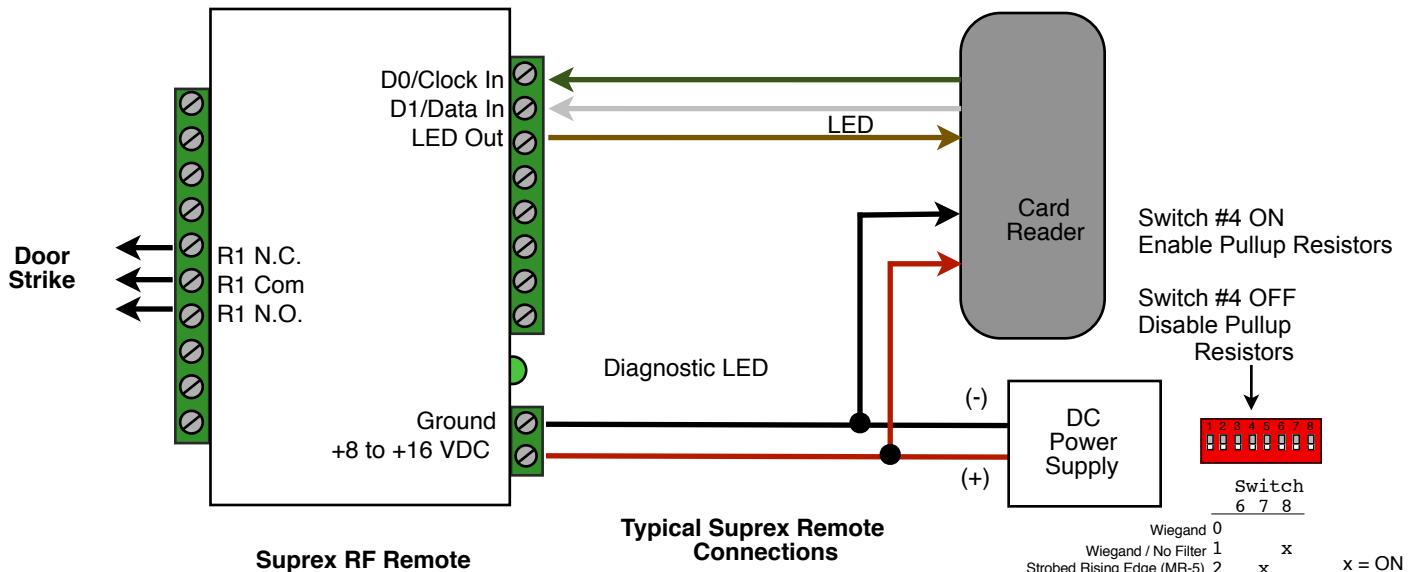 D0/Clock In
D1/Data In
LED Out
LED
Card
Reader
Switch #4 ON
Enable Pullup Resistors
Door
Strike
R1 N.C.
R1 Com
R1 N.O.
Switch #4 OFF
Disable Pullup
Resistors
Diagnostic LED
Ground
+8 to +16 VDC
(-)
(+)
DC
Power
Supply
1 2 3 4 5 6 7 8
Switch
6 7 8
Wiegand 0
Wiegand / No Filter 1 x
Strobed Rising Edge (MR-5) 2 x
x = ON
Typical Suprex Remote
Connections
Suprex RF Remote